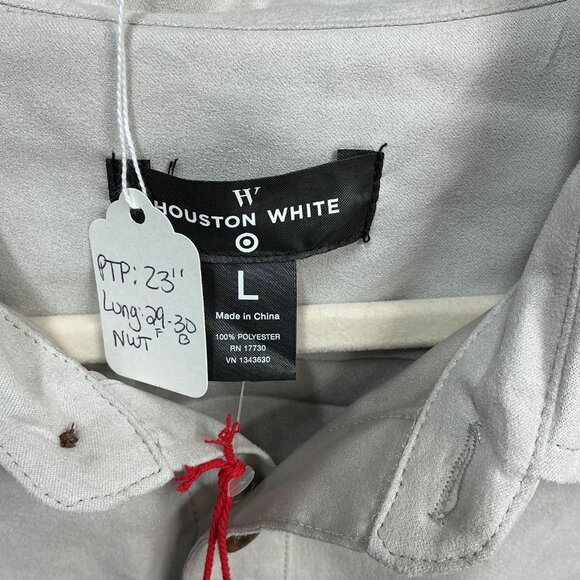 W
HOUSTON WHITE
L
Made in China
100% POLYESTER
RN 17730
VN 1343630
PTP: 23"
Long: 29-30
F B
NWT